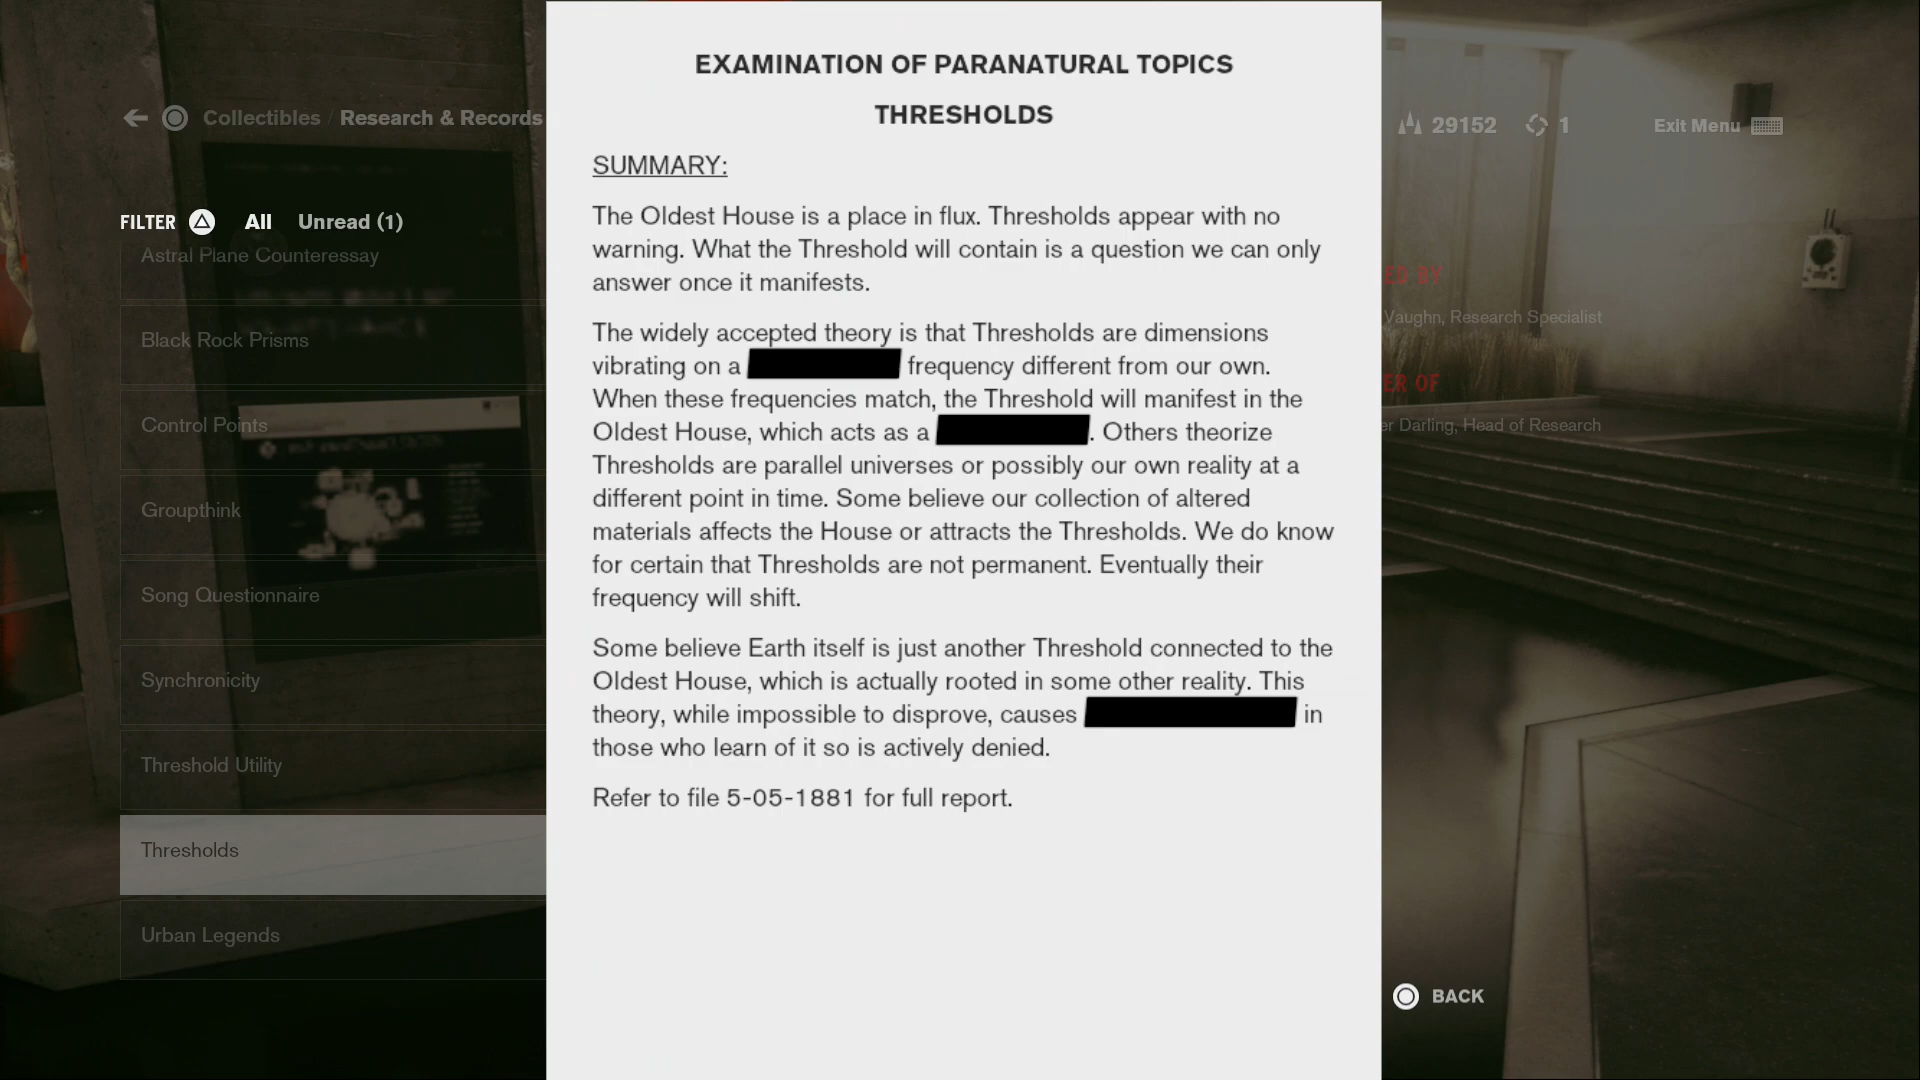 EXAMINATION OF PARANATURAL TOPICS
THRESHOLDS
SUMMARY:
The Oldest House is a place in flux. Thresholds appear with no
warning. What the Threshold will contain is a question we can only
answer once it manifests.
The widely accepted theory is that Thresholds are dimensions
vibrating on a frequency different from our own.
When these frequencies match, the Threshold will manifest in the
Oldest House, which acts as a . Others theorize
Thresholds are parallel universes or possibly our own reality at a
different point in time. Some believe our collection of altered
materials affects the House or attracts the Thresholds. We do know
for certain that Thresholds are not permanent. Eventually their
frequency will shift.
Some believe Earth itself is just another Threshold connected to the
Oldest House, which is actually rooted in some other reality. This
theory, while impossible to disprove, causes in
those who learn of it so is actively denied.
Refer to file 5-05-1881 for full report.
Collectibles / Research & Records
FILTER All Unread (1)
Astral Plane Counteressay
Black Rock Prisms
Control Points
Groupthink
Song Questionnaire
Synchronicity
Threshold Utility
Thresholds
Urban Legends
29152 1 Exit Menu
ED BY
Vaughn, Research Specialist
ER OF
er Darling, Head of Research
BACK